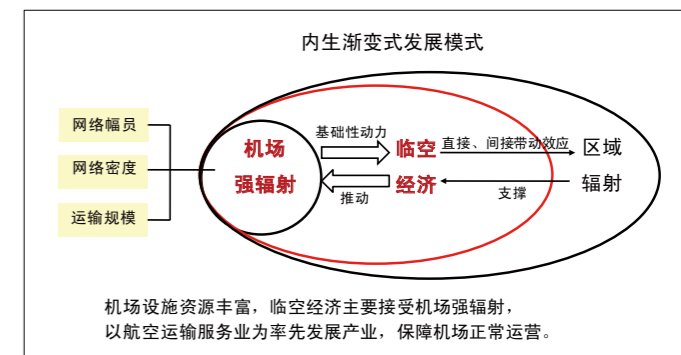 内生渐变式发展模式
网络幅员
网络密度
运输规模
机场
强辐射
基础性动力
推动
临空
经济
直接、间接带动效应
支撑
区域
辐射
机场设施资源丰富，临空经济主要接受机场强辐射，
以航空运输服务业为率先发展产业，保障机场正常运营。